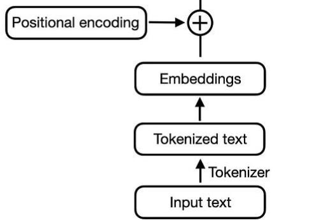 Positional encoding
Embeddings
Tokenized text
Tokenizer
Input text